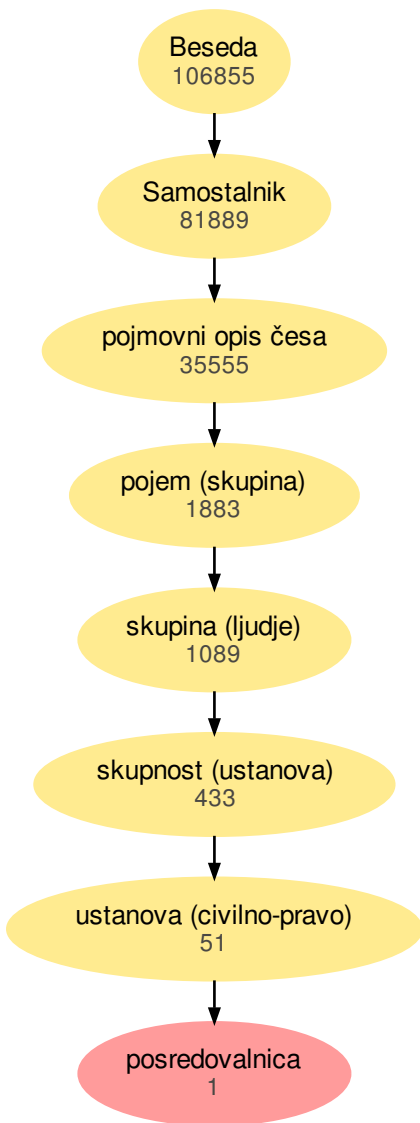 Beseda
106855
Samostalnik
81889
pojmovni opis česa
35555
pojem (skupina)
1883
skupina (ljudje)
1089
skupnost (ustanova)
433
ustanova (civilno-pravo)
51
posredovalnica
1